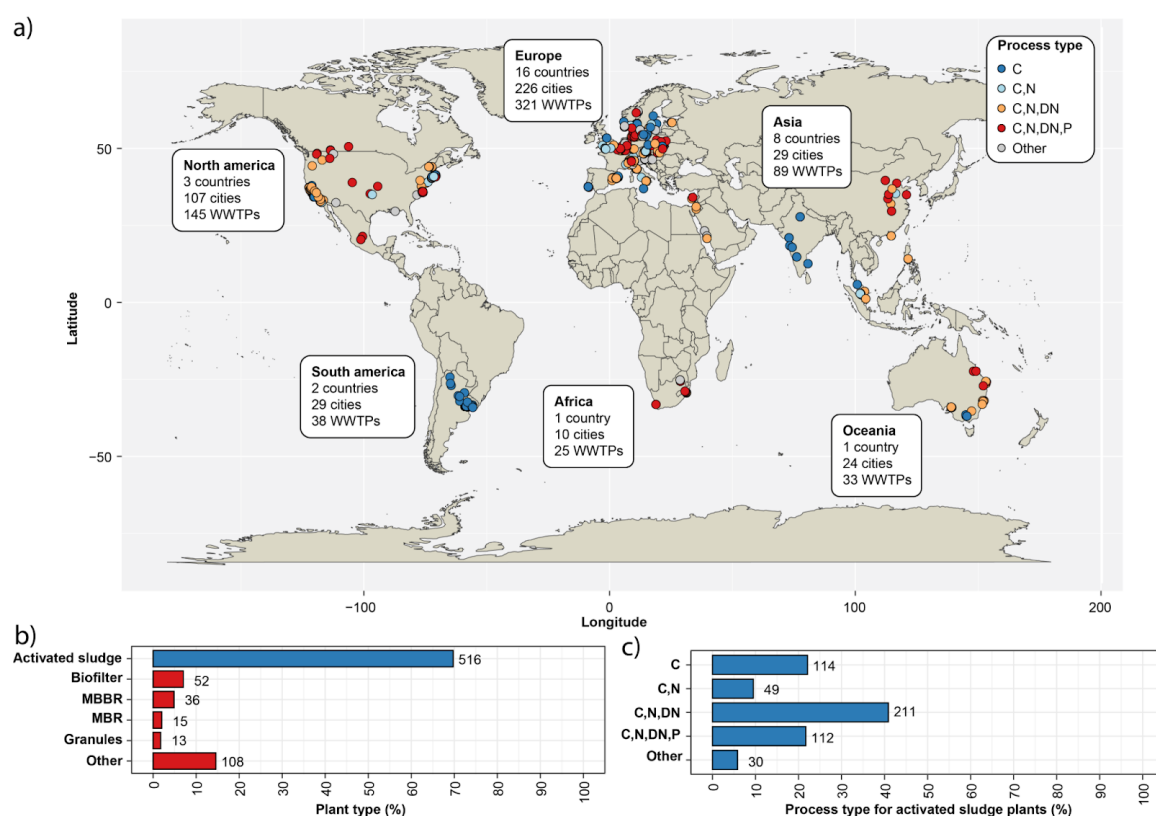 a)
Europe
16 countries
226 cities
321 WWTPs
Process type
C
C,N
C,N,DN
C,N,DN,P
Other
Asia
8 countries
29 cities
89 WWTPs
North america
3 countries
107 cities
145 WWTPs
South america
2 countries
29 cities
38 WWTPs
Africa
1 country
10 cities
25 WWTPs
Oceania
1 country
24 cities
33 WWTPs
50
0
−50
Latitude
−100
0
100
200
Longitude
b)
Activated sludge
516
Biofilter
52
MBBR
36
MBR
15
Granules
13
Other
108
0
10
20
30
40
50
60
70
80
90
100
Plant type (%)
c)
C
114
C,N
49
C,N,DN
211
C,N,DN,P
112
Other
30
0
10
20
30
40
50
60
70
80
90
100
Process type for activated sludge plants (%)